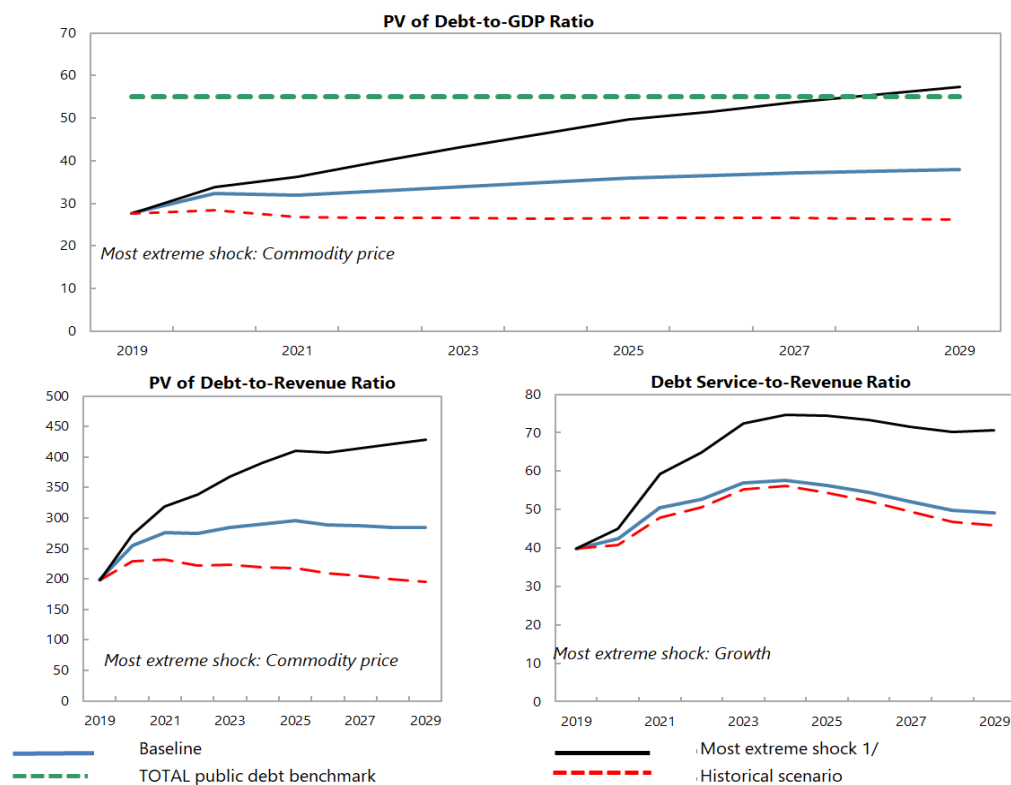 PV of Debt-to-GDP Ratio
70
60
50
40
30
20
10
0
2019 2021 2023 2025 2027 2029
Most extreme shock: Commodity price
PV of Debt-to-Revenue Ratio
500
450
400
350
300
250
200
150
100
50
0
2019 2021 2023 2025 2027 2029
Most extreme shock: Commodity price
Debt Service-to-Revenue Ratio
80
70
60
50
40
30
20
10
0
2019 2021 2023 2025 2027 2029
Most extreme shock: Growth
Baseline
Most extreme shock 1/
TOTAL public debt benchmark
Historical scenario